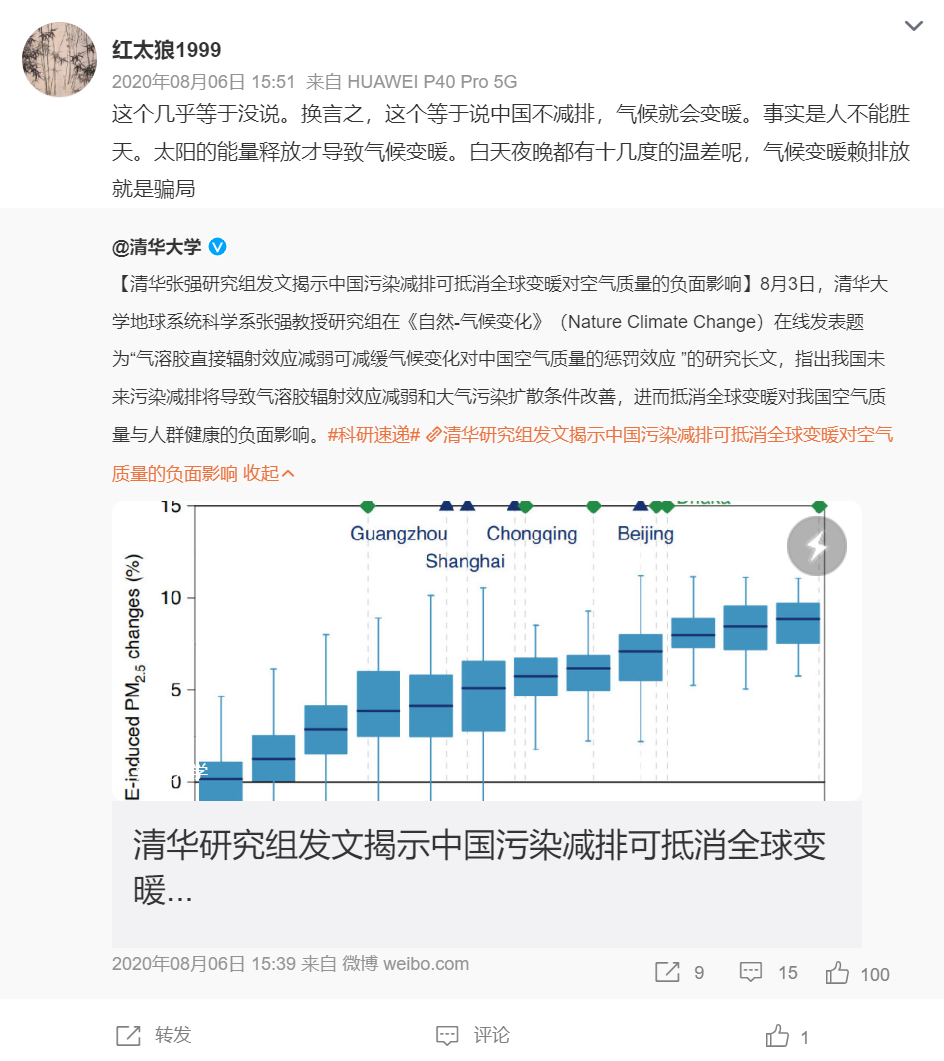 红太狼1999
2020年08月06日 15:51 来自 HUAWEI P40 Pro 5G
这个几乎等于没说。换言之，这个等于说中国不减排，气候就会变暖。事实是人不能胜
天。太阳的能量释放才导致气候变暖。白天夜晚都有十几度的温差呢，气候变暖赖排放
就是骗局
@清华大学
【清华张强研究组发文揭示中国污染减排可抵消全球变暖对空气质量的负面影响】8月3日，清华大
学地球系统科学系张强教授研究组在《自然-气候变化》（Nature Climate Change）在线发表题
为“气溶胶直接辐射效应减弱可减缓气候变化对中国空气质量的惩罚效应 ”的研究长文，指出我国未
来污染减排将导致气溶胶辐射效应减弱和大气污染扩散条件改善，进而抵消全球变暖对我国空气质
量与人群健康的负面影响。#科研速递# 清华研究组发文揭示中国污染减排可抵消全球变暖对空气
质量的负面影响 收起
15
Dhaka
Guangzhou
Chongqing
Beijing
Shanghai
10
5
0
E-induced PM2.5 changes (%)
学
清华研究组发文揭示中国污染减排可抵消全球变
暖...
2020年08月06日 15:39 来自 微博 weibo.com
9
15
100
转发
评论
1